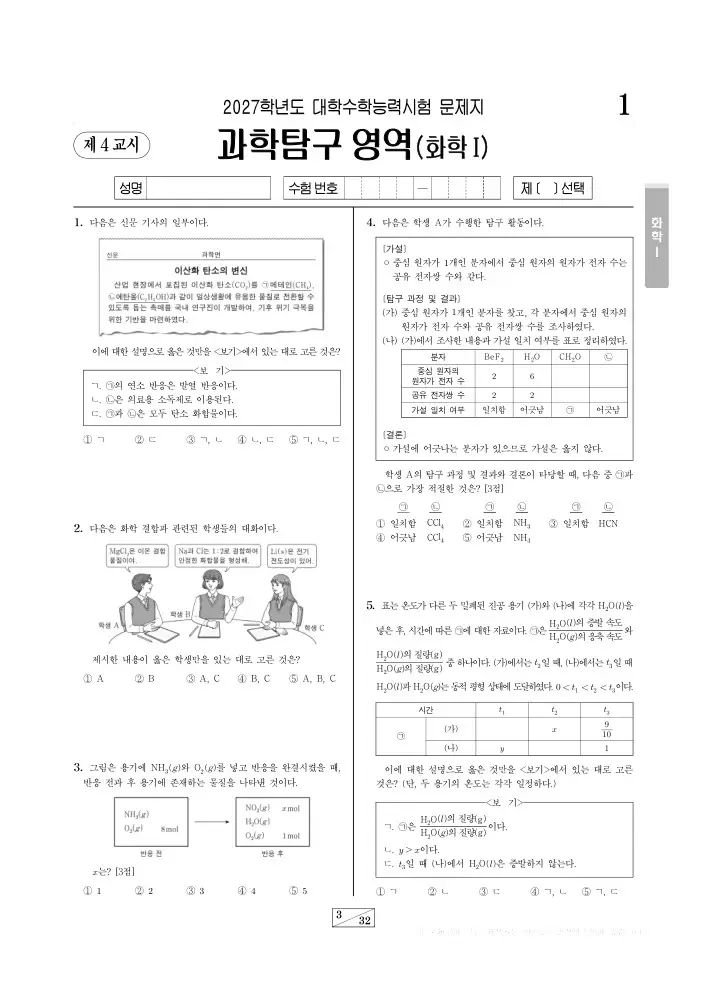 2027학년도 대학수학능력시험 문제지
1
제 4 교시
과학탐구 영역(화학 I)
성명
수험 번호
—
제 [ ] 선택
화학 I
1. 다음은 신문 기사의 일부이다.
신문
과학면
이산화 탄소의 변신
산업 현장에서 포집된 이산화 탄소(CO₂)를 ㉠메테인(CH₄),
㉡에탄올(C₂H₅OH)과 같이 일상생활에 유용한 물질로 전환할 수
있도록 돕는 촉매를 국내 연구진이 개발하여, 기후 위기 극복을
위한 기반을 마련하였다.
이에 대한 설명으로 옳은 것만을 <보기>에서 있는 대로 고른 것은?
<보 기>
ㄱ. ㉠의 연소 반응은 발열 반응이다.
ㄴ. ㉡은 의료용 소독제로 이용된다.
ㄷ. ㉠과 ㉡은 모두 탄소 화합물이다.
① ㄱ ② ㄷ ③ ㄱ, ㄴ ④ ㄴ, ㄷ ⑤ ㄱ, ㄴ, ㄷ
2. 다음은 화학 결합과 관련된 학생들의 대화이다.
MgCl₂은 이온 결합 물질이야.
Na과 Cl는 1:2로 결합하여 안정한 화합물을 형성해.
Li(s)은 전기 전도성이 있어.
학생 A
학생 B
학생 C
제시한 내용이 옳은 학생만을 있는 대로 고른 것은?
① A ② B ③ A, C ④ B, C ⑤ A, B, C
3. 그림은 용기에 NH₃(g)와 O₂(g)를 넣고 반응을 완결시켰을 때,
반응 전과 후 용기에 존재하는 물질을 나타낸 것이다.
NH₃(g)
O₂(g) 8mol
반응 전
NO₂(g) x mol
H₂O(g)
O₂(g) 1mol
반응 후
x는? [3점]
① 1 ② 2 ③ 3 ④ 4 ⑤ 5
4. 다음은 학생 A가 수행한 탐구 활동이다.
[가설]
○ 중심 원자가 1개인 분자에서 중심 원자의 원자가 전자 수는
공유 전자쌍 수와 같다.
[탐구 과정 및 결과]
(가) 중심 원자가 1개인 분자를 찾고, 각 분자에서 중심 원자의
원자가 전자 수와 공유 전자쌍 수를 조사하였다.
(나) (가)에서 조사한 내용과 가설 일치 여부를 표로 정리하였다.
분자 BeF₂ H₂O CH₂O ㉡
중심 원자의 원자가 전자 수 2 6
공유 전자쌍 수 2 2
가설 일치 여부 일치함 어긋남 ㉠ 어긋남
[결론]
○ 가설에 어긋나는 분자가 있으므로 가설은 옳지 않다.
학생 A의 탐구 과정 및 결과와 결론이 타당할 때, 다음 중 ㉠과
㉡으로 가장 적절한 것은? [3점]
㉠ ㉡ ㉠ ㉡ ㉠ ㉡
① 일치함 CCl₄ ② 일치함 NH₃ ③ 일치함 HCN
④ 어긋남 CCl₄ ⑤ 어긋남 NH₃
5. 표는 온도가 다른 두 밀폐된 진공 용기 (가)와 (나)에 각각 H₂O(l)을
넣은 후, 시간에 따른 ㉠에 대한 자료이다. ㉠은 H₂O(l)의 증발 속도 / H₂O(g)의 응축 속도 와
H₂O(l)의 질량(g) / H₂O(g)의 질량(g) 중 하나이다. (가)에서는 t₂일 때, (나)에서는 t₃일 때
H₂O(l)과 H₂O(g)는 동적 평형 상태에 도달하였다. 0 < t₁ < t₂ < t₃이다.
시간 t₁ t₂ t₃
㉠ (가) x 9/10
(나) y 1
이에 대한 설명으로 옳은 것만을 <보기>에서 있는 대로 고른
것은? (단, 두 용기의 온도는 각각 일정하다.)
<보 기>
ㄱ. ㉠은 H₂O(l)의 질량(g) / H₂O(g)의 질량(g) 이다.
ㄴ. y > x이다.
ㄷ. t₃일 때 (나)에서 H₂O(l)은 증발하지 않는다.
① ㄱ ② ㄴ ③ ㄷ ④ ㄱ, ㄴ ⑤ ㄱ, ㄷ
3 32